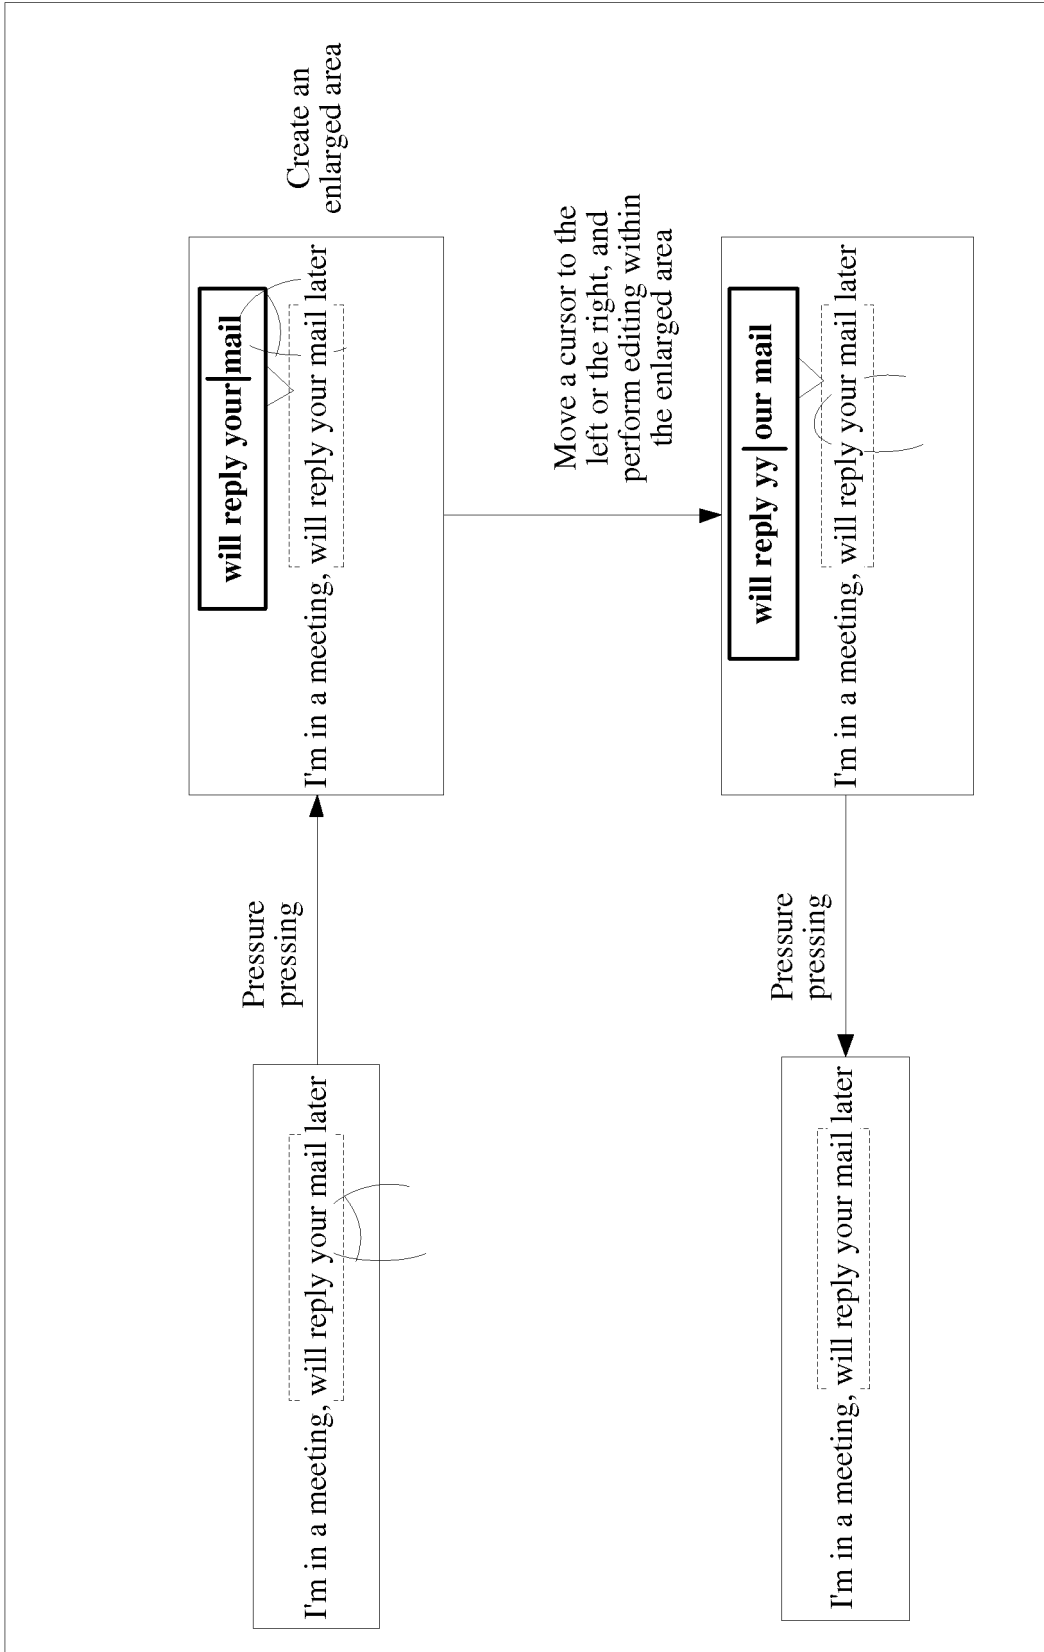 I'm in a meeting, will reply your mail later
Pressure
pressing
will reply your mail
I'm in a meeting, will reply your mail later
Create an
enlarged area
Move a cursor to the
left or the right, and
perform editing within
the enlarged area
will reply yy our mail
I'm in a meeting, will reply your mail later
Pressure
pressing
I'm in a meeting, will reply your mail later